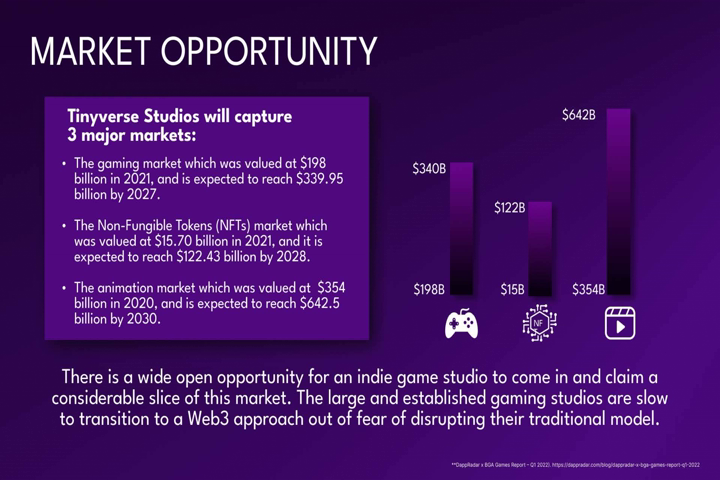 MARKET OPPORTUNITY
Tinyverse Studios will capture
3 major markets:
• The gaming market which was valued at $198
billion in 2021, and is expected to reach $339.95
billion by 2027.
• The Non-Fungible Tokens (NFTs) market which
was valued at $15.70 billion in 2021, and it is
expected to reach $122.43 billion by 2028.
• The animation market which was valued at $354
billion in 2020, and is expected to reach $642.5
billion by 2030.
$340B
$198B
$122B
$15B
NF
$642B
$354B
There is a wide open opportunity for an indie game studio to come in and claim a
considerable slice of this market. The large and established gaming studios are slow
to transition to a Web3 approach out of fear of disrupting their traditional model.
**DappRadar x BGA Games Report – Q1 2022). https://dappradar.com/blog/dappradar-x-bga-games-report-q1-2022